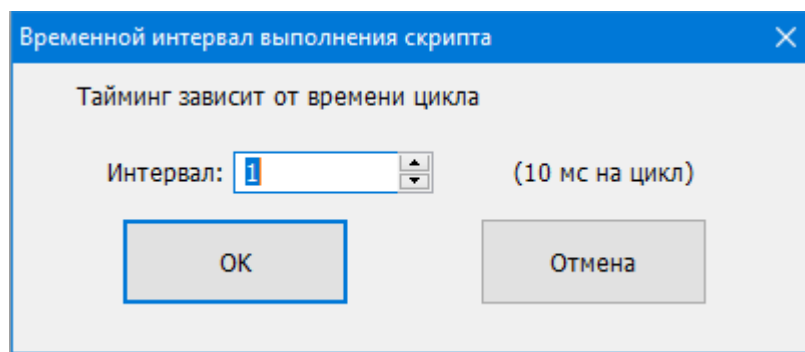 Временной интервал выполнения скрипта
Тайминг зависит от времени цикла
Интервал: 1 (10 мс на цикл)
ОК Отмена